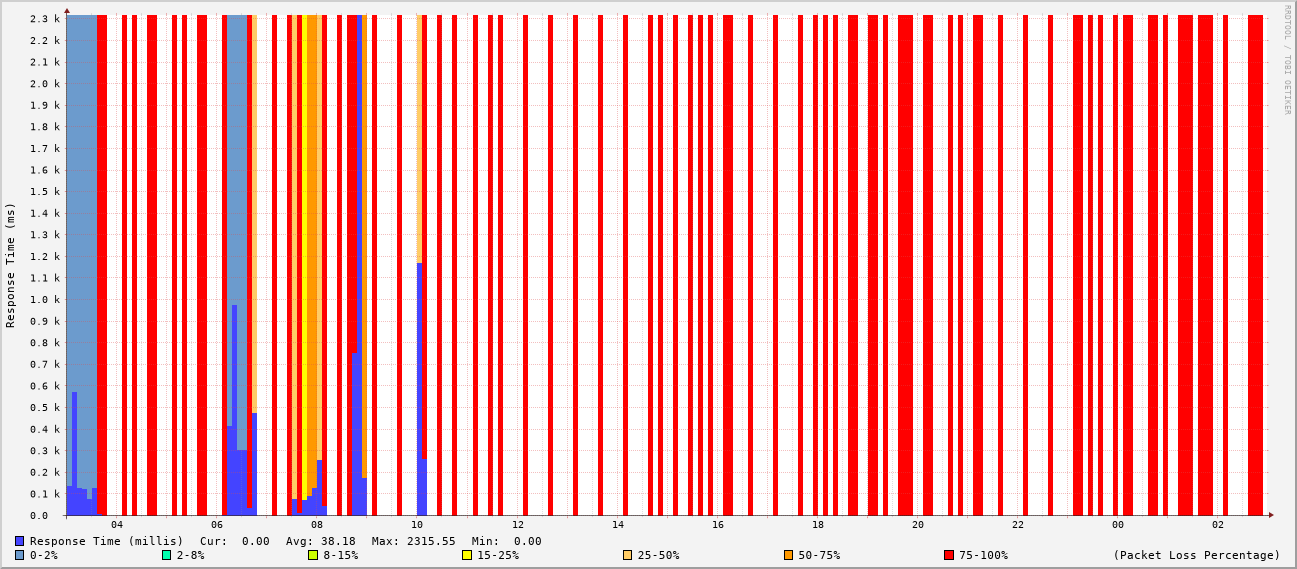 2.3 k
2.2 k
2.1 k
2.0 k
1.9 k
1.8 k
1.7 k
1.6 k
1.5 k
1.4 k
1.3 k
1.2 k
1.1 k
1.0 k
0.9 k
0.8 k
0.7 k
0.6 k
0.5 k
0.4 k
0.3 k
0.2 k
0.1 k
0.0
Response Time (ms)
RRDTOOL / TOBI OETIKER
04 06 08 10 12 14 16 18 20 22 00 02
Response Time (millis) Cur: 0.00 Avg: 38.18 Max: 2315.55 Min: 0.00
0-2% 2-8% 8-15% 15-25% 25-50% 50-75% 75-100% (Packet Loss Percentage)